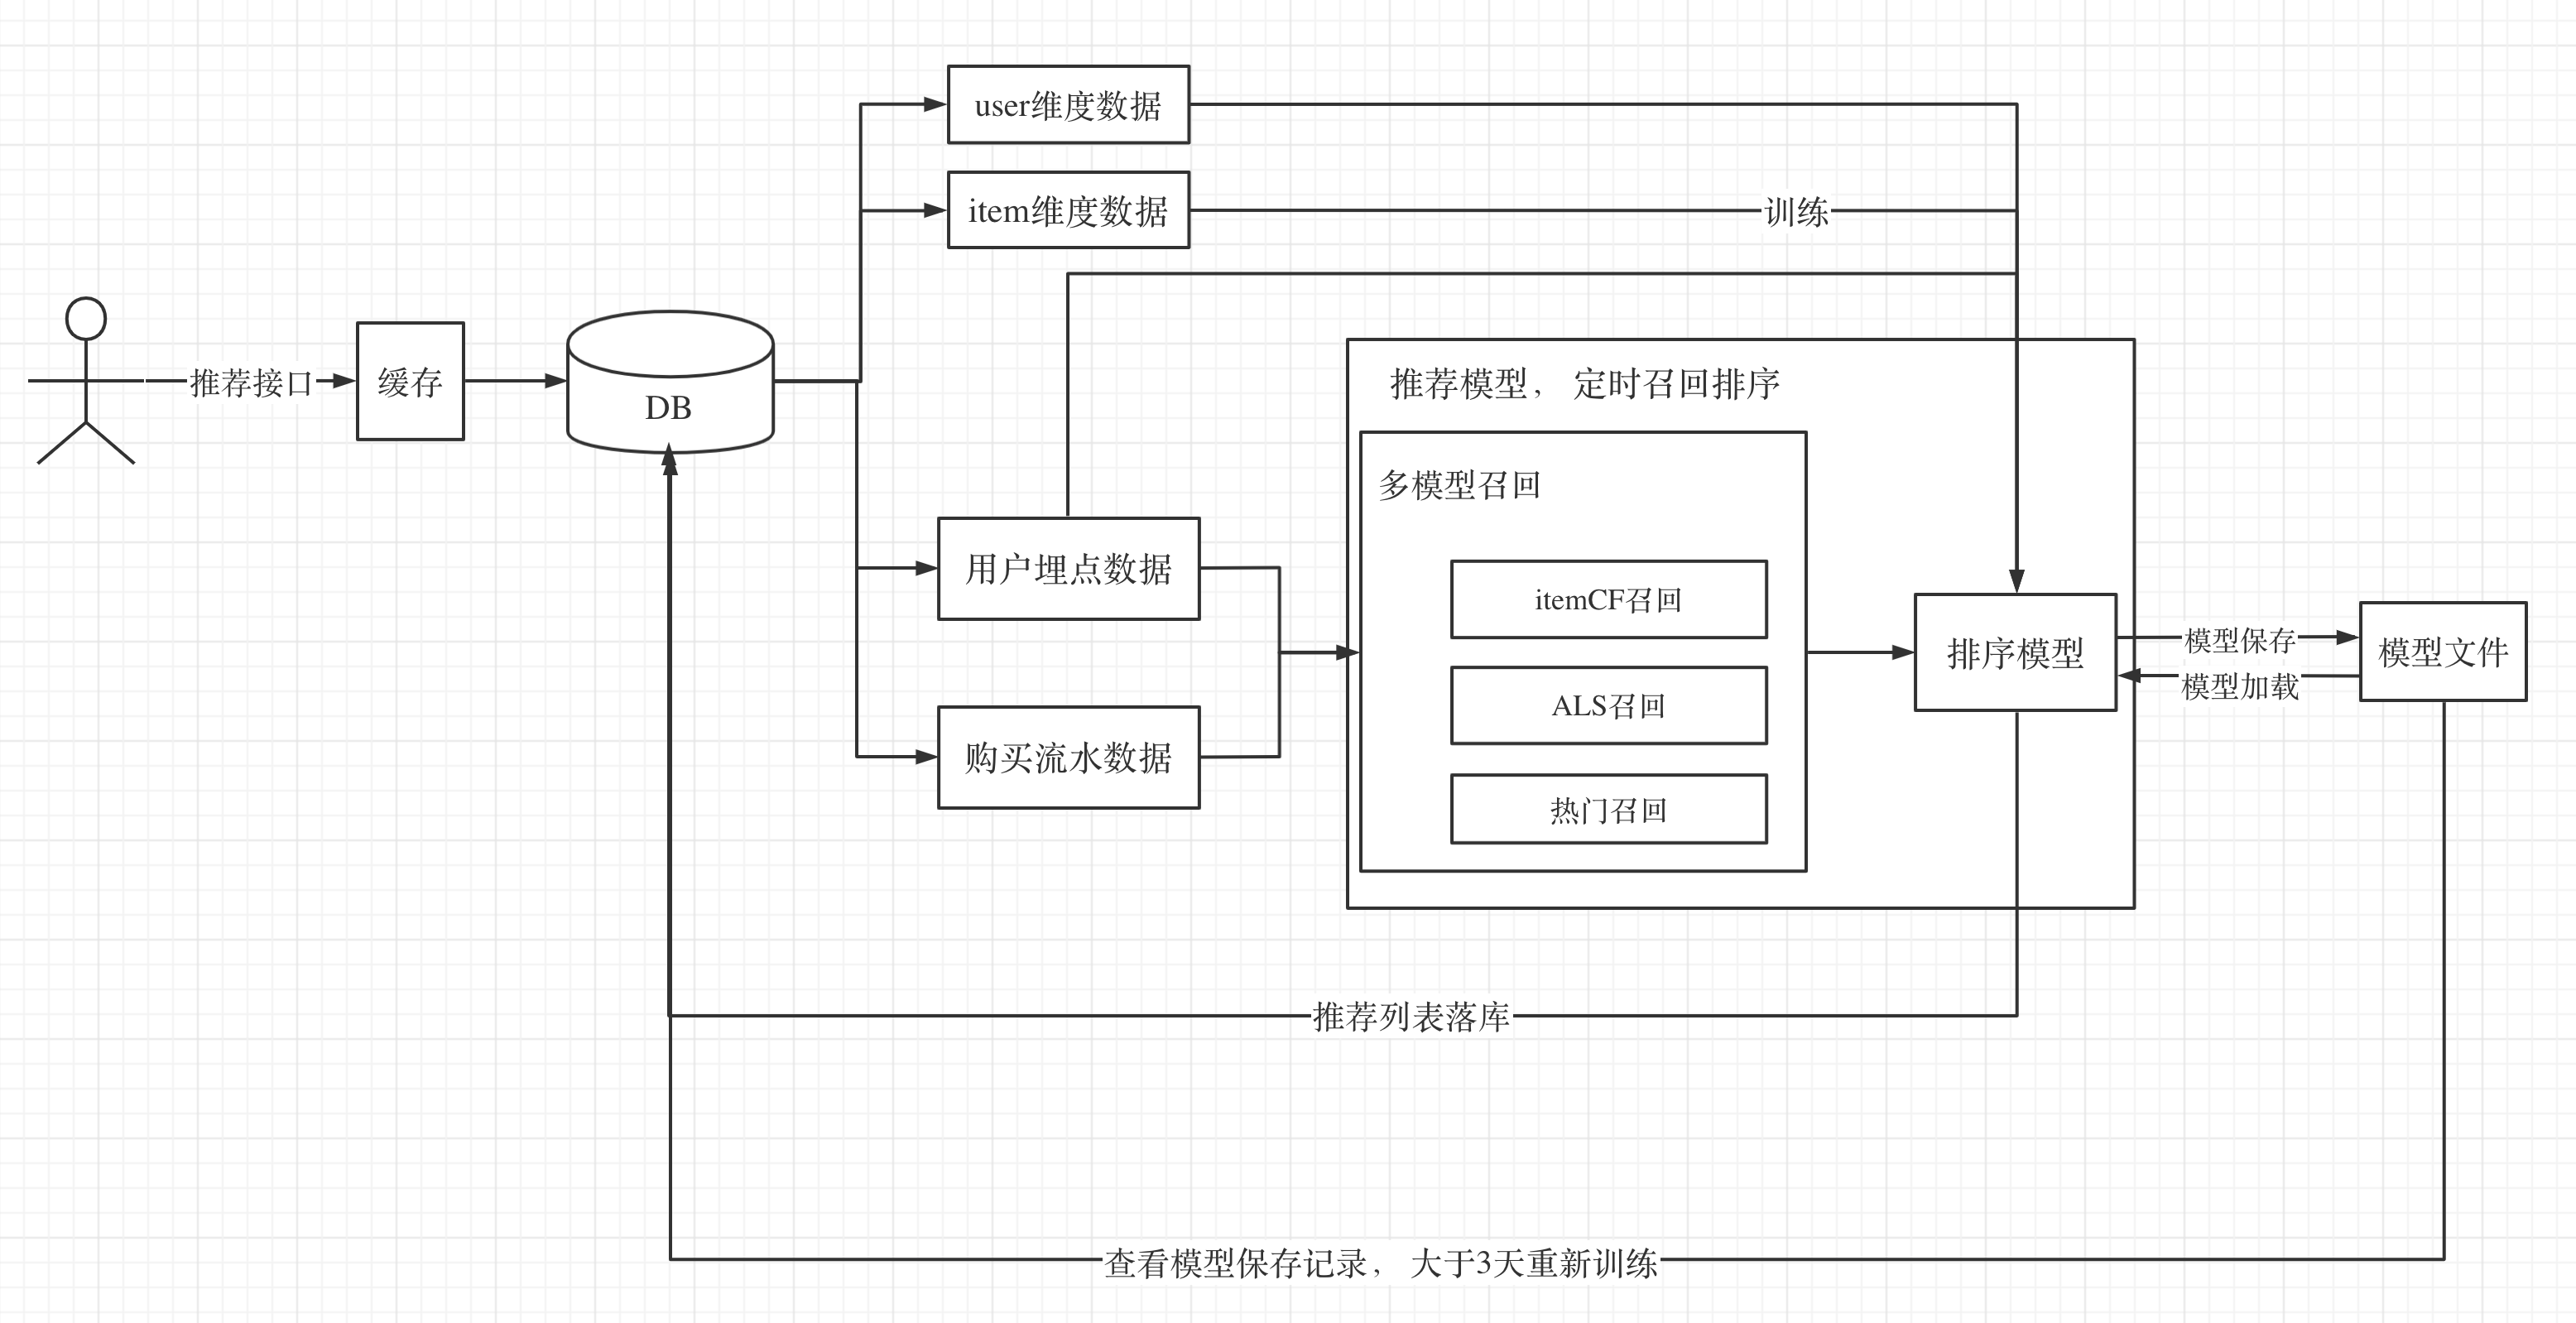 user维度数据
item维度数据
训练
推荐接口
缓存
DB
推荐模型， 定时召回排序
多模型召回
用户埋点数据
itemCF召回
排序模型
模型保存
模型文件
模型加载
ALS召回
购买流水数据
热门召回
推荐列表落库
查看模型保存记录， 大于3天重新训练